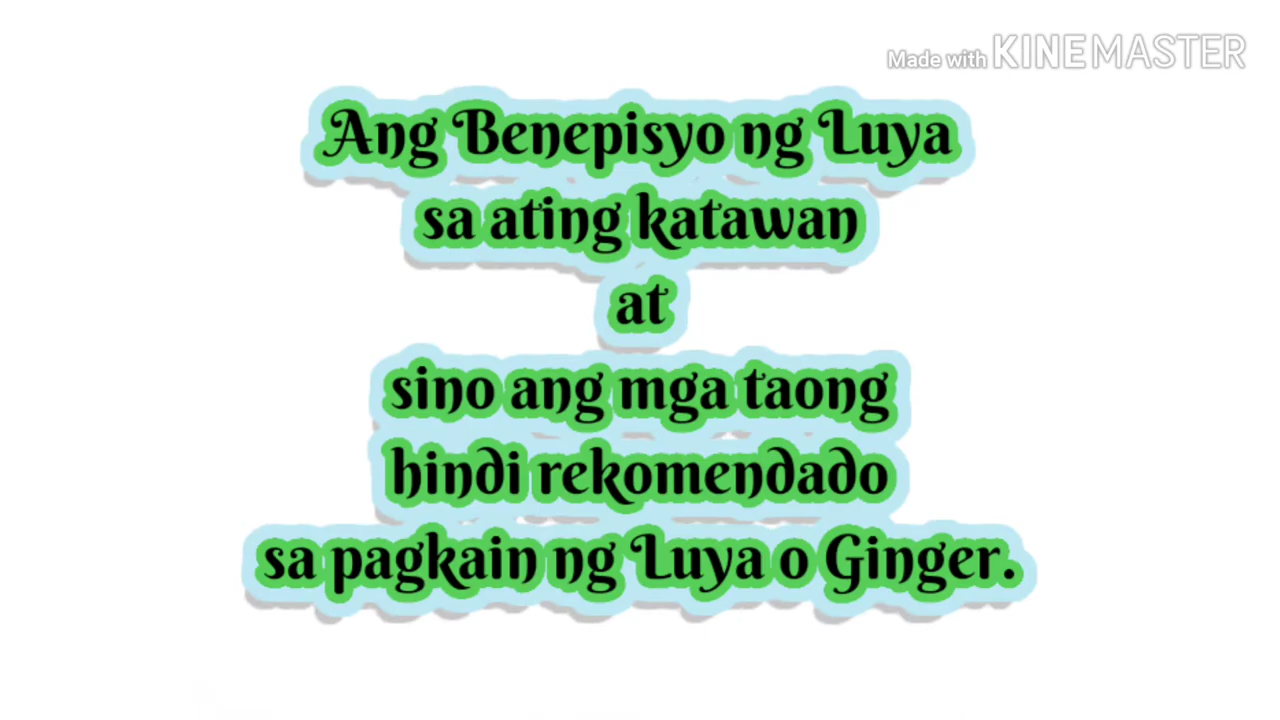 Made with KINEMASTER
Ang Benepisyo ng Luya
sa ating katawan
at
sino ang mga taong
hindi rekomendado
sa pagkain ng Luya o Ginger.